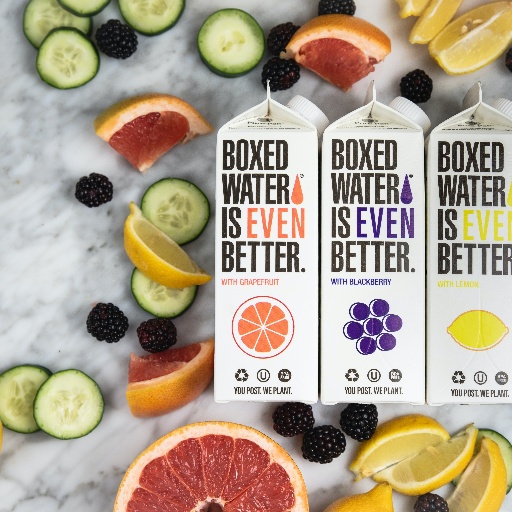 BOXED
WATER
IS EVEN
BETTER.
WITH GRAPEFRUIT
YOU POST. WE PLANT.
BOXED
WATER
IS EVEN
BETTER.
WITH BLACKBERRY
YOU POST. WE PLANT.
BOXED
WATER
IS EVEN
BETTER
WITH LEMON
YOU POST. WE PLANT.